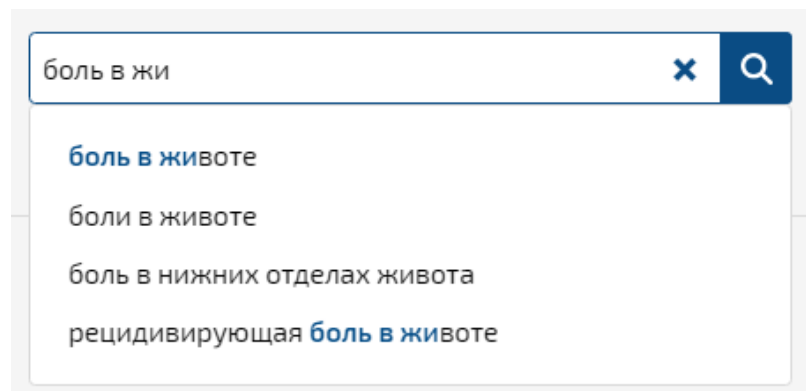 боль в жи
боль в животе
боли в животе
боль в нижних отделах живота
рецидивирующая боль в животе